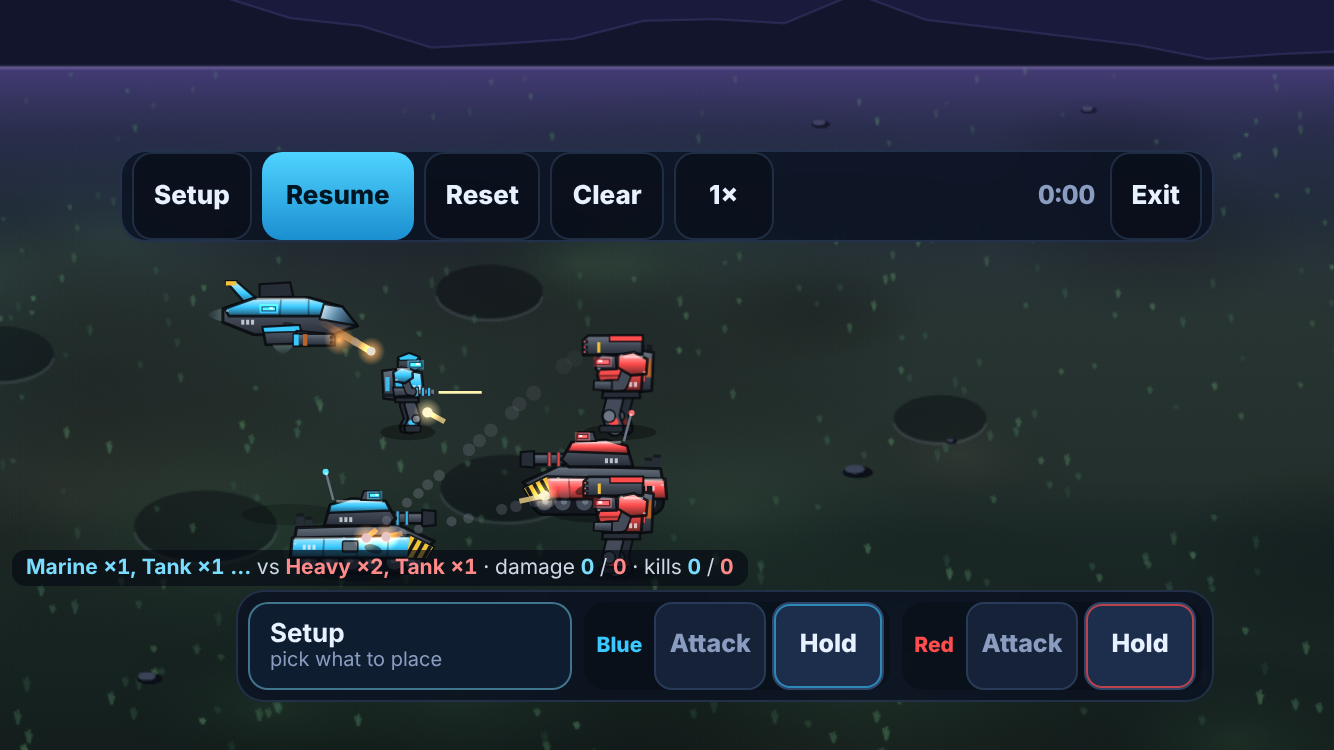 Setup Resume Reset Clear 1× 0:00 Exit
Marine ×1, Tank ×1 … vs Heavy ×2, Tank ×1 · damage 0 / 0 · kills 0 / 0
Setup
pick what to place
Blue Attack Hold Red Attack Hold